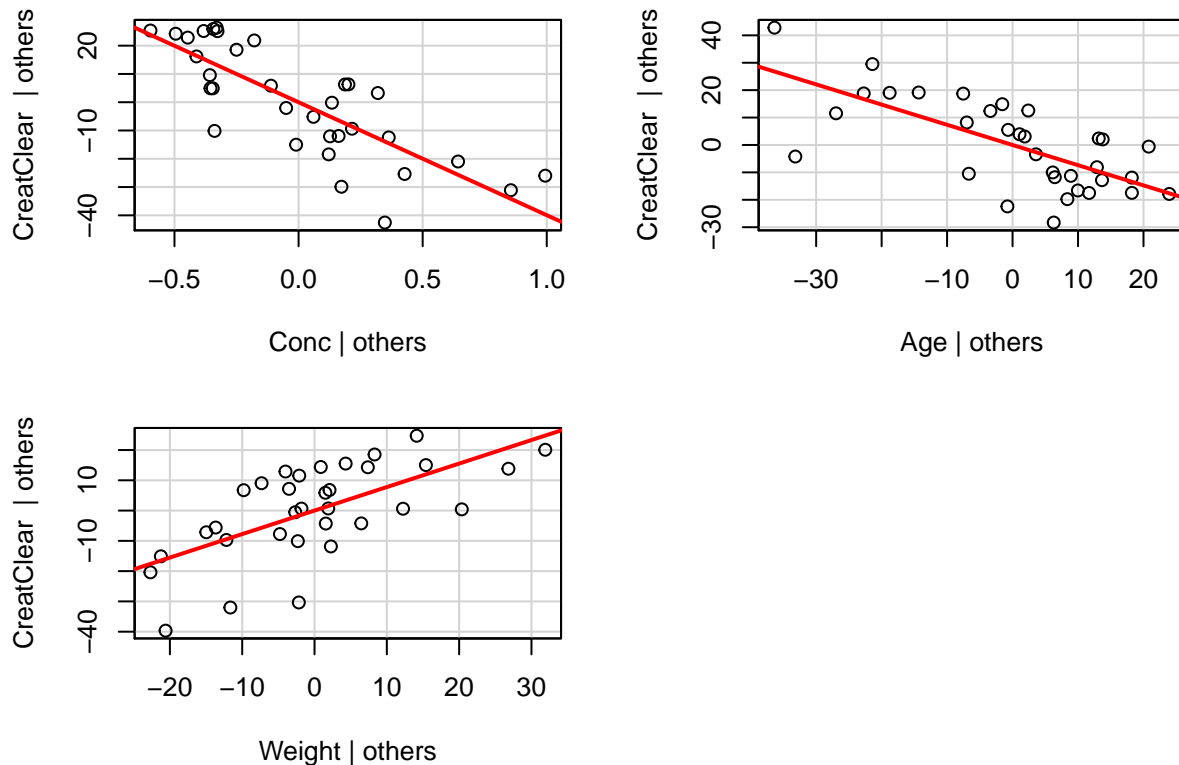 CreatClear | others
20
−10
−40
−0.5 0.0 0.5 1.0
Conc | others
CreatClear | others
40
20
0
−30
−30 −10 0 10 20
Age | others
CreatClear | others
10
−10
−40
−20 −10 0 10 20 30
Weight | others